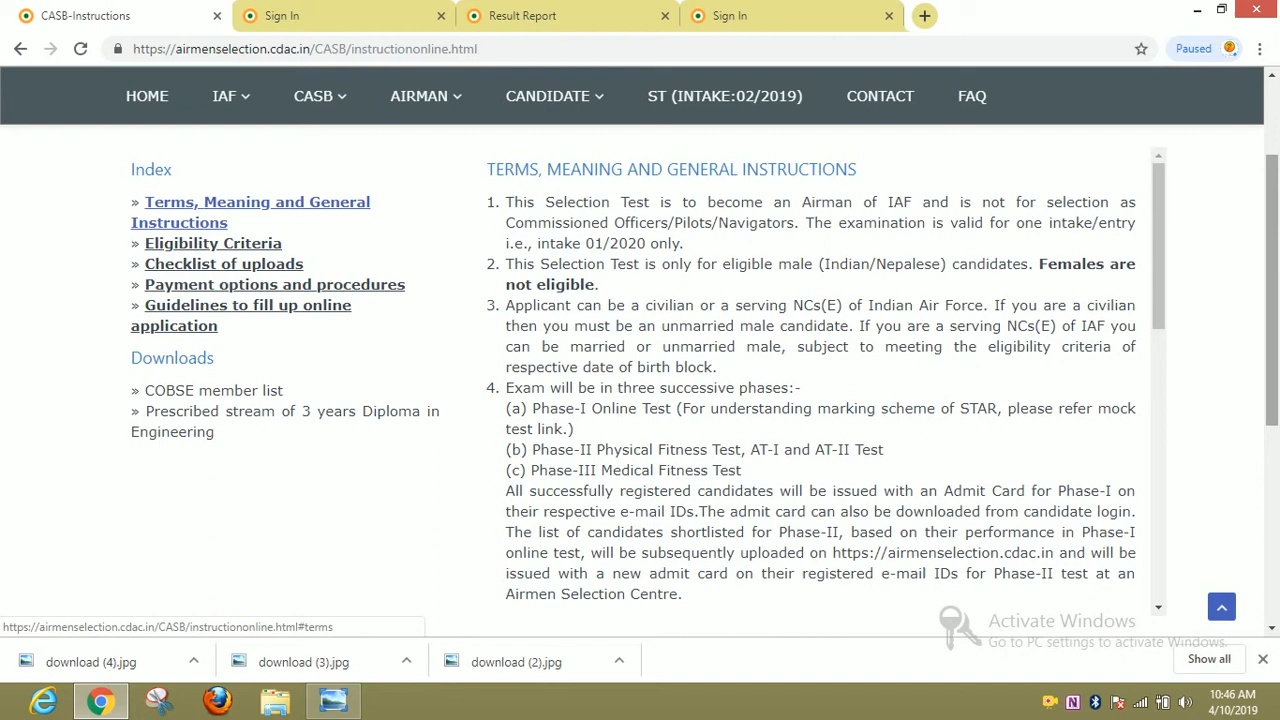 CASB-Instructions
Sign In
Result Report
Sign In
https://airmenselection.cdac.in/CASB/instructiononline.html
Paused
HOME IAF CASB AIRMAN CANDIDATE ST (INTAKE:02/2019) CONTACT FAQ
Index
» Terms, Meaning and General
Instructions
» Eligibility Criteria
» Checklist of uploads
» Payment options and procedures
» Guidelines to fill up online
application
Downloads
» COBSE member list
» Prescribed stream of 3 years Diploma in
Engineering
TERMS, MEANING AND GENERAL INSTRUCTIONS
1. This Selection Test is to become an Airman of IAF and is not for selection as
Commissioned Officers/Pilots/Navigators. The examination is valid for one intake/entry
i.e., intake 01/2020 only.
2. This Selection Test is only for eligible male (Indian/Nepalese) candidates. Females are
not eligible.
3. Applicant can be a civilian or a serving NCs(E) of Indian Air Force. If you are a civilian
then you must be an unmarried male candidate. If you are a serving NCs(E) of IAF you
can be married or unmarried male, subject to meeting the eligibility criteria of
respective date of birth block.
4. Exam will be in three successive phases:-
(a) Phase-I Online Test (For understanding marking scheme of STAR, please refer mock
test link.)
(b) Phase-II Physical Fitness Test, AT-I and AT-II Test
(c) Phase-III Medical Fitness Test
All successfully registered candidates will be issued with an Admit Card for Phase-I on
their respective e-mail IDs.The admit card can also be downloaded from candidate login.
The list of candidates shortlisted for Phase-II, based on their performance in Phase-I
online test, will be subsequently uploaded on https://airmenselection.cdac.in and will be
issued with a new admit card on their registered e-mail IDs for Phase-II test at an
Airmen Selection Centre.
https://airmenselection.cdac.in/CASB/instructiononline.html#terms
Activate Windows
Go to PC settings to activate Windows.
download (4).jpg
download (3).jpg
download (2).jpg
Show all
10:46 AM
4/10/2019